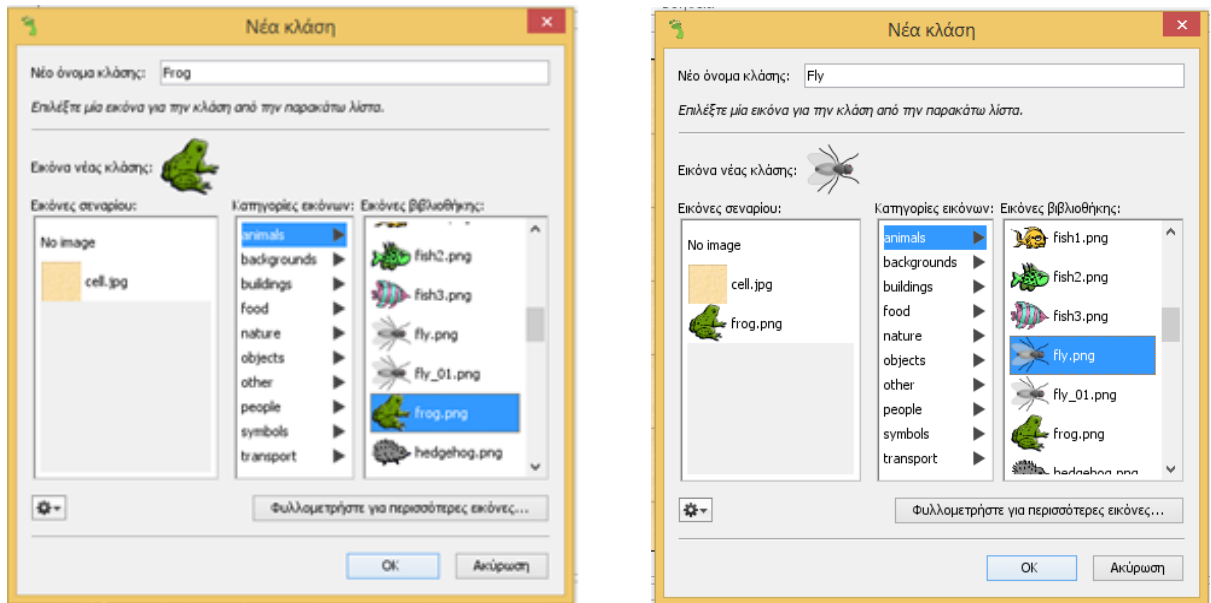 Νέα κλάση
Νέο όνομα κλάσης: Frog
Επιλέξτε μία εικόνα για την κλάση από την παρακάτω λίστα.
Εικόνα νέας κλάσης:
Εικόνες σεναρίου:
No image
cell.jpg
Κατηγορίες εικόνων:
animals
backgrounds
buildings
food
nature
objects
other
people
symbols
transport
Εικόνες βιβλιοθήκης:
fish2.png
fish3.png
fly.png
fly_01.png
frog.png
hedgehog.png
Φυλλομετρήστε για περισσότερες εικόνες...
OK
Ακύρωση
Νέα κλάση
Νέο όνομα κλάσης: Fly
Επιλέξτε μία εικόνα για την κλάση από την παρακάτω λίστα.
Εικόνα νέας κλάσης:
Εικόνες σεναρίου:
No image
cell.jpg
frog.png
Κατηγορίες εικόνων:
animals
backgrounds
buildings
food
nature
objects
other
people
symbols
transport
Εικόνες βιβλιοθήκης:
fish1.png
fish2.png
fish3.png
fly.png
fly_01.png
frog.png
hedgehog.png
Φυλλομετρήστε για περισσότερες εικόνες...
OK
Ακύρωση